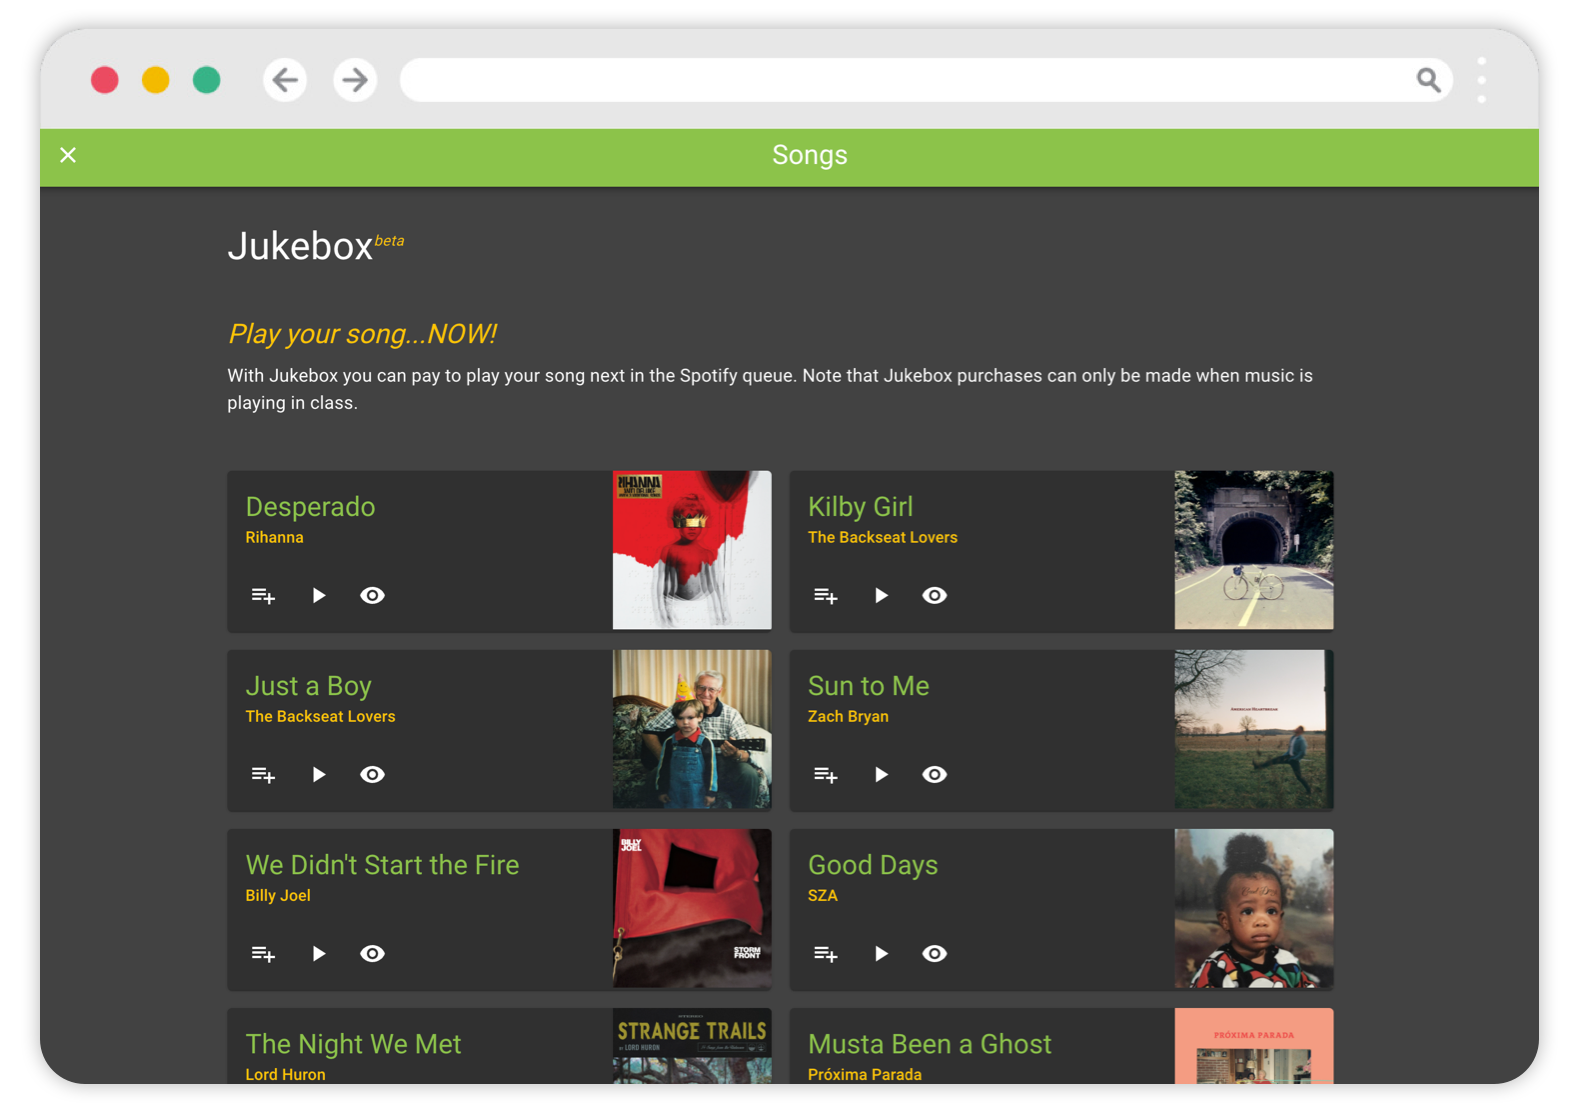 Songs
Jukebox beta
Play your song...NOW!
With Jukebox you can pay to play your song next in the Spotify queue. Note that Jukebox purchases can only be made when music is
playing in class.
Desperado
Rihanna
RIHANNA
Kilby Girl
The Backseat Lovers
Just a Boy
The Backseat Lovers
Sun to Me
Zach Bryan
American Heartbreak
We Didn't Start the Fire
Billy Joel
BILLY
JOEL
STORM
FRONT
Good Days
SZA
The Night We Met
Lord Huron
STRANGE TRAILS
BY LORD HURON
Musta Been a Ghost
Próxima Parada
PRÓXIMA PARADA